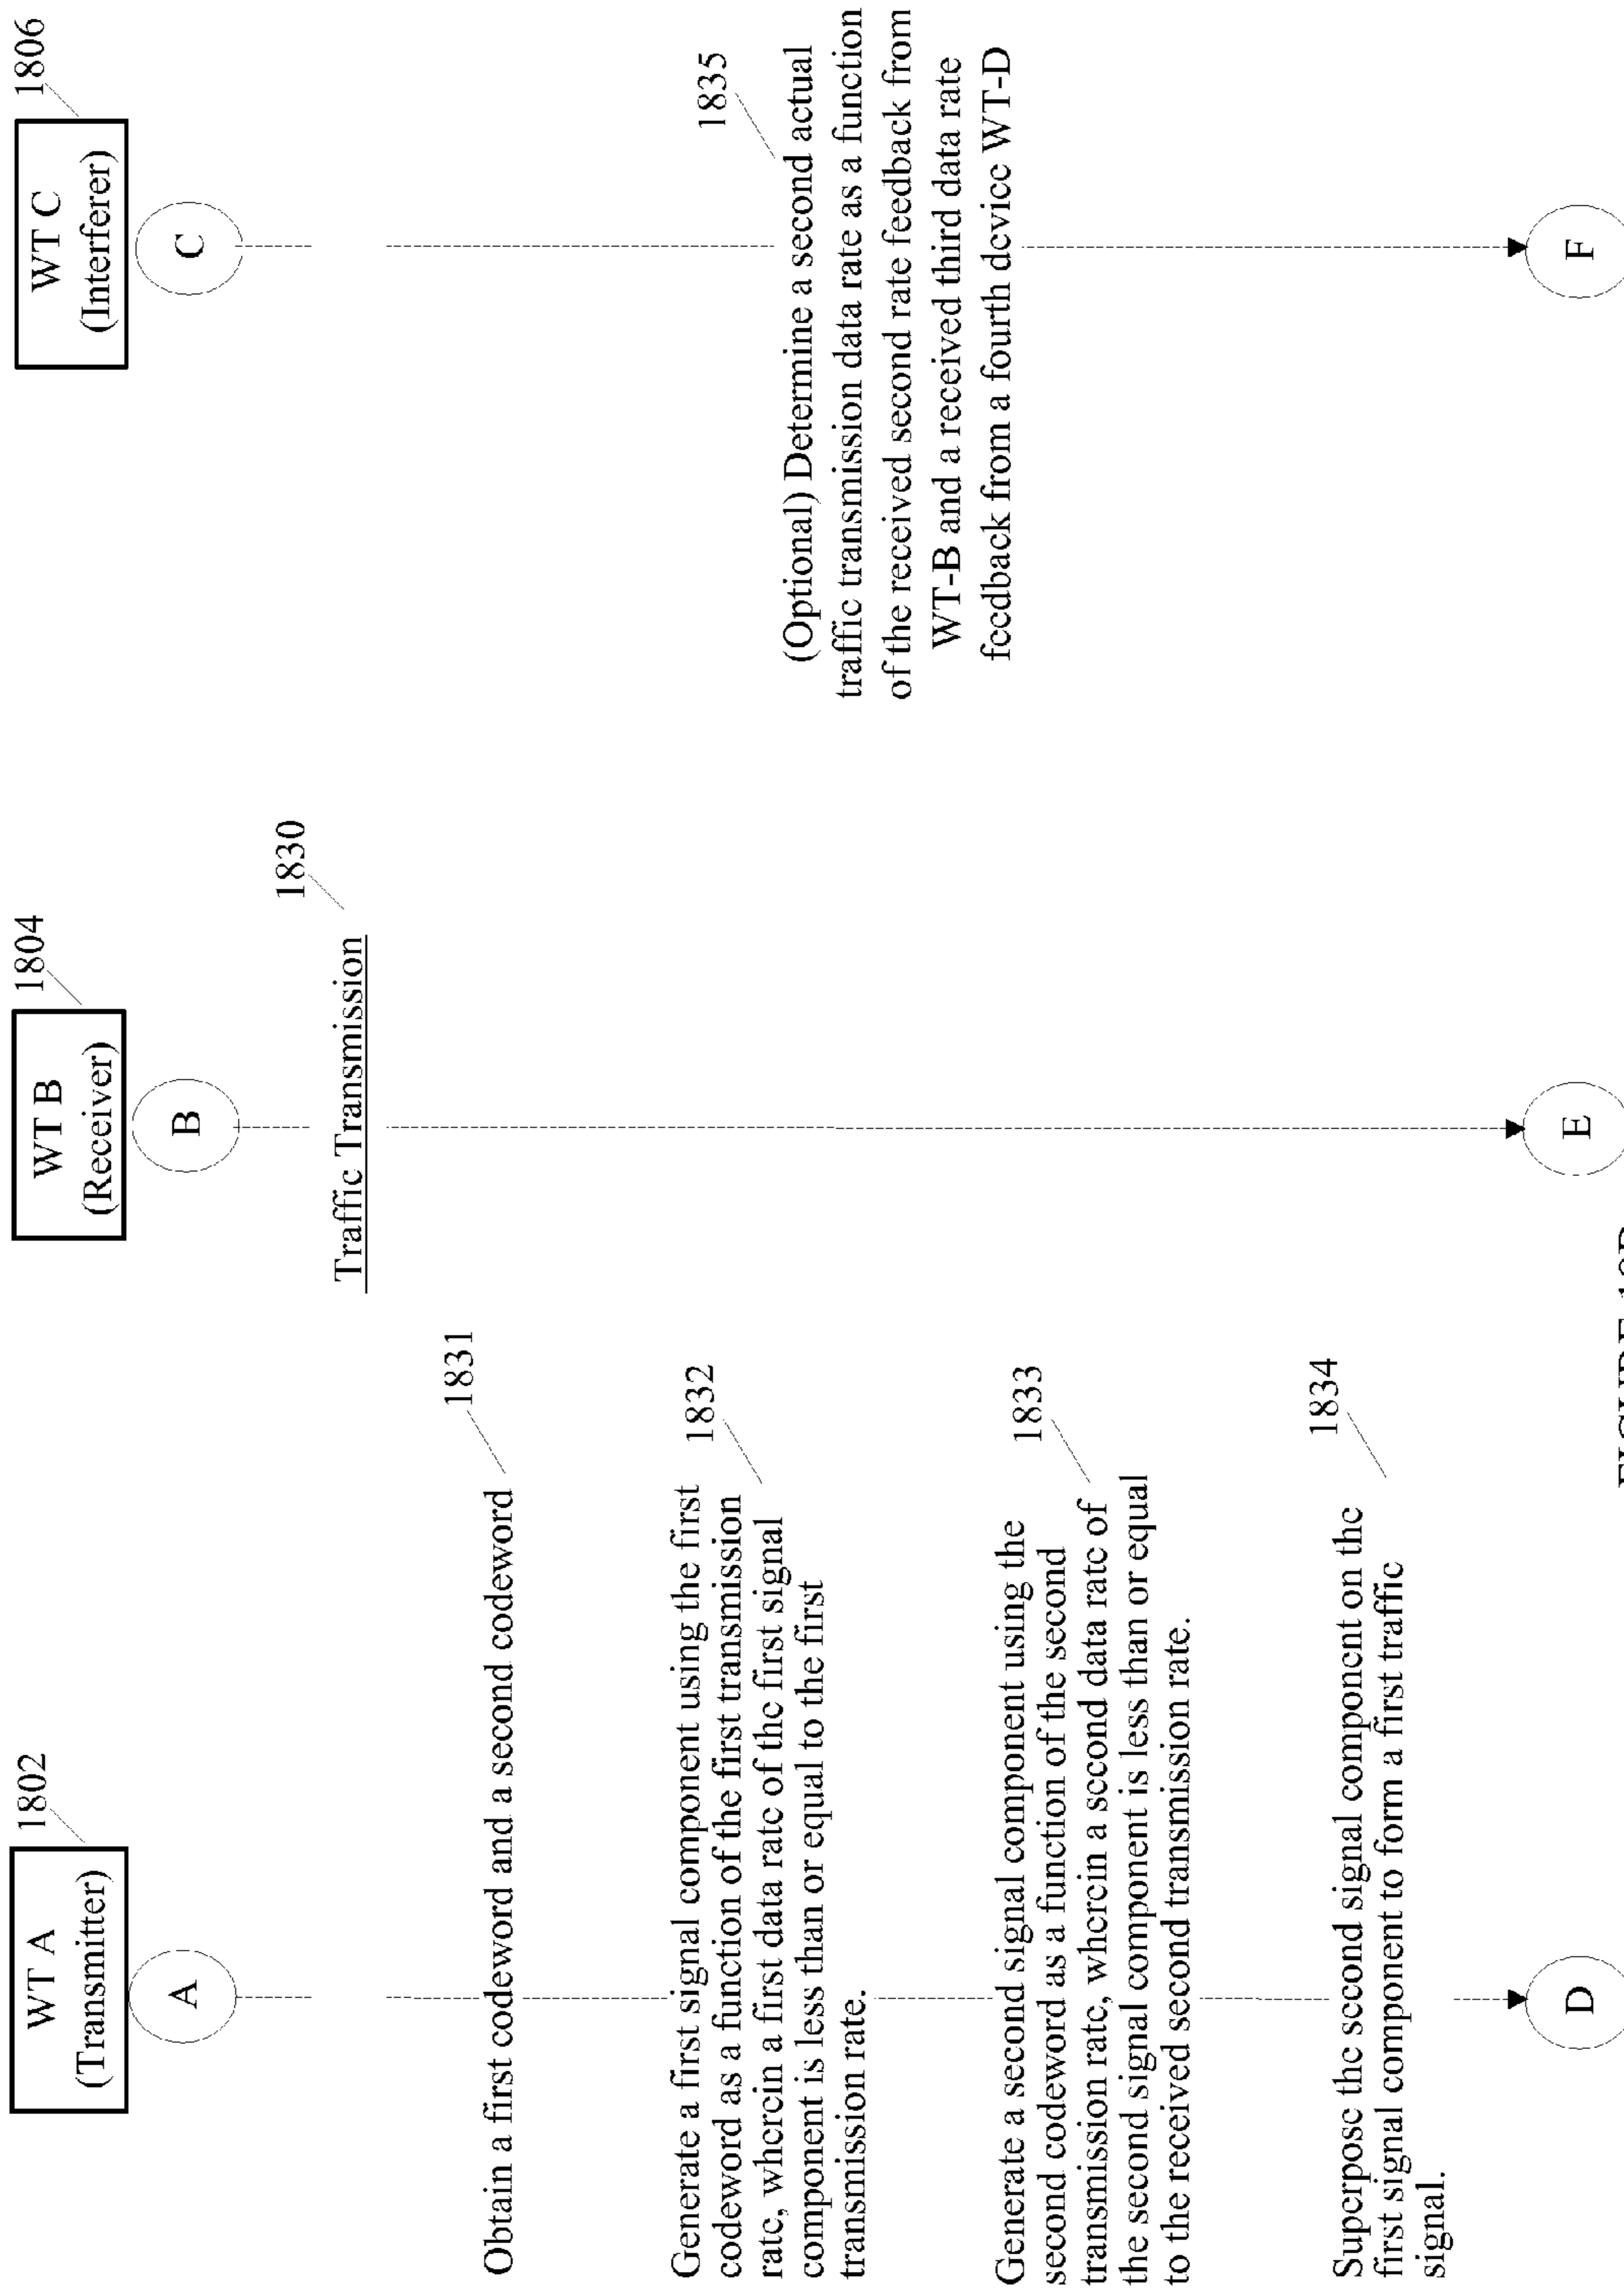 WT A
(Transmitter)
1802
WT B
(Receiver)
1804
WT C
(Interferer)
1806
A
B
C
Traffic Transmission
1830
Obtain a first codeword and a second codeword
1831
Generate a first signal component using the first
codeword as a function of the first transmission
rate, wherein a first data rate of the first signal
component is less than or equal to the first
transmission rate.
1832
(Optional) Determine a second actual
traffic transmission data rate as a function
of the received second rate feedback from
WT-B and a received third data rate
feedback from a fourth device WT-D
1835
Generate a second signal component using the
second codeword as a function of the second
transmission rate, wherein a second data rate of
the second signal component is less than or equal
to the received second transmission rate.
1833
Superpose the second signal component on the
first signal component to form a first traffic
signal.
1834
D
E
F
FIGURE